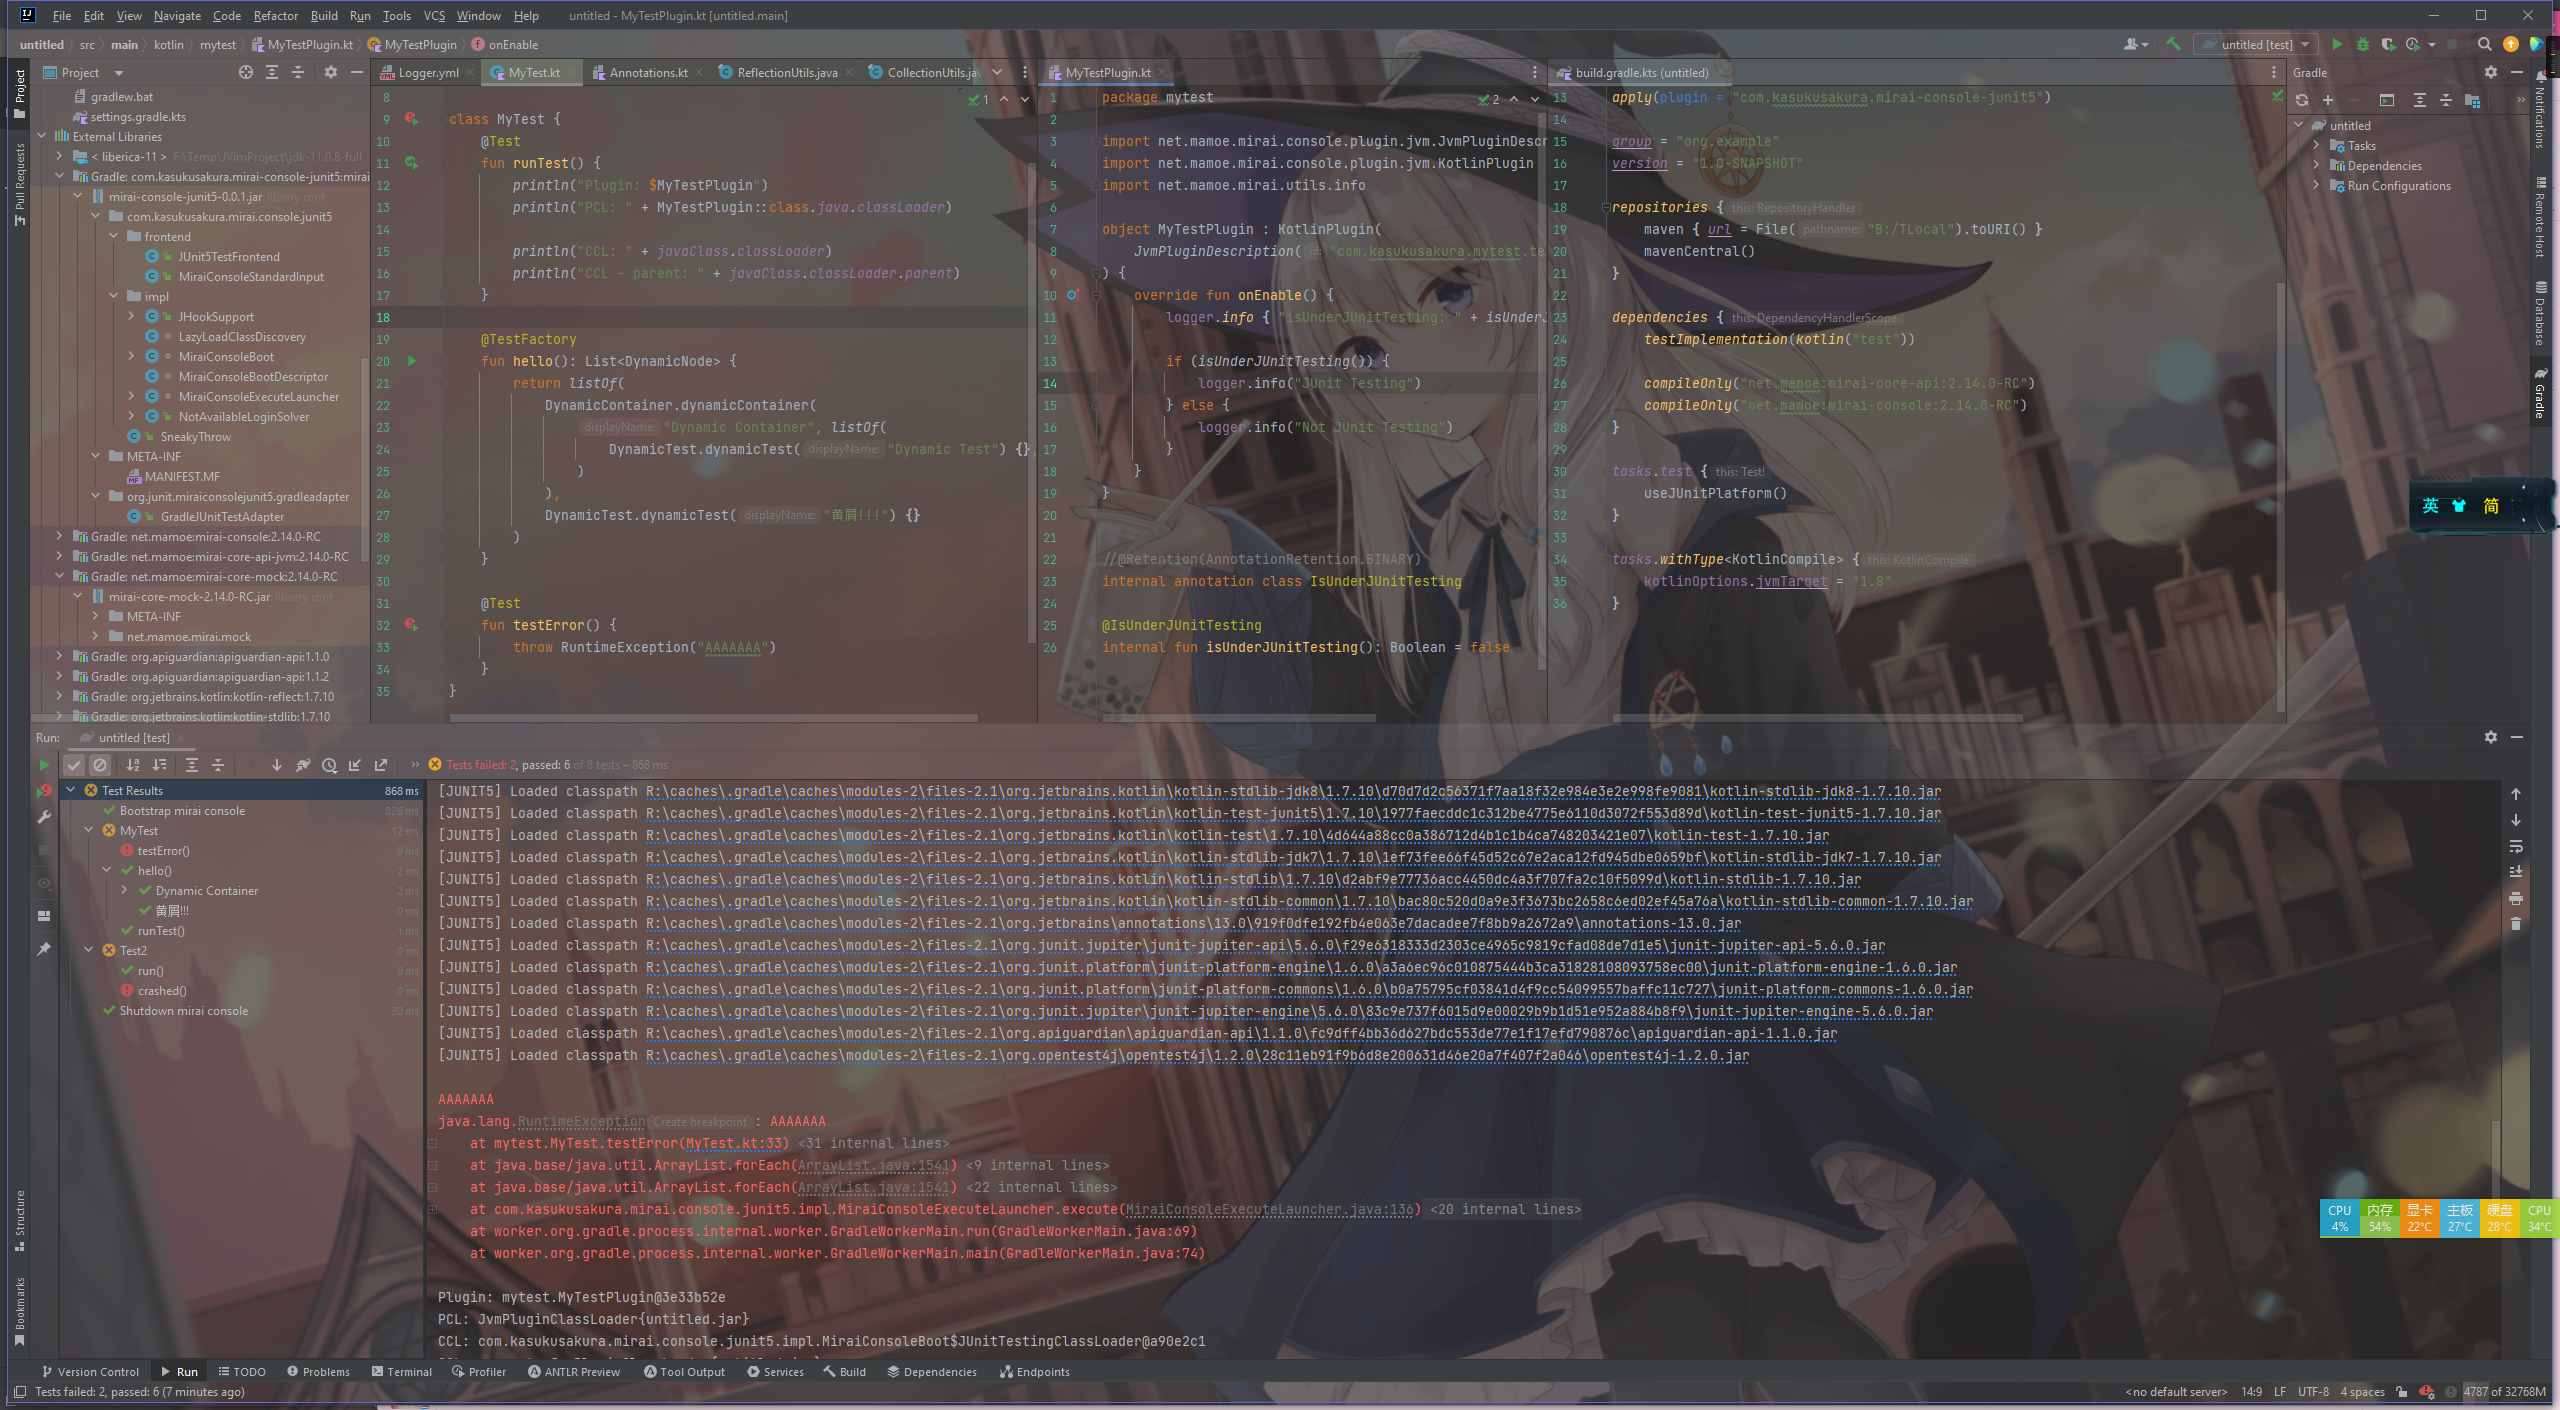 File Edit View Navigate Code Refactor Build Run Tools VCS Window Help untitled - MyTestPlugin.kt [untitled.main]
untitled src main kotlin mytest MyTestPlugin.kt MyTestPlugin onEnable
untitled [test]
Project
Pull Requests
Structure
Bookmarks
Project
gradlew.bat
settings.gradle.kts
External Libraries
< liberica-11 > F:\Temp\JVimProject\jdk-11.0.8-full
Gradle: com.kasukusakura.mirai-console-junit5:mirai
mirai-console-junit5-0.0.1.jar library root
com.kasukusakura.mirai.console.junit5
frontend
JUnit5TestFrontend
MiraiConsoleStandardInput
impl
JHookSupport
LazyLoadClassDiscovery
MiraiConsoleBoot
MiraiConsoleBootDescriptor
MiraiConsoleExecuteLauncher
NotAvailableLoginSolver
SneakyThrow
META-INF
MANIFEST.MF
org.junit.miraiconsolejunit5.gradleadapter
GradleJUnitTestAdapter
Gradle: net.mamoe:mirai-console:2.14.0-RC
Gradle: net.mamoe:mirai-core-api-jvm:2.14.0-RC
Gradle: net.mamoe:mirai-core-mock:2.14.0-RC
mirai-core-mock-2.14.0-RC.jar library root
META-INF
net.mamoe.mirai.mock
Gradle: org.apiguardian:apiguardian-api:1.1.0
Gradle: org.apiguardian:apiguardian-api:1.1.2
Gradle: org.jetbrains.kotlin:kotlin-reflect:1.7.10
Gradle: org.jetbrains.kotlin:kotlin-stdlib:1.7.10
Logger.yml MyTest.kt Annotations.kt ReflectionUtils.java CollectionUtils.ja
1
8
9 class MyTest {
10 @Test
11 fun runTest() {
12 println("Plugin: $MyTestPlugin")
13 println("PCL: " + MyTestPlugin::class.java.classLoader)
14
15 println("CCL: " + javaClass.classLoader)
16 println("CCL - parent: " + javaClass.classLoader.parent)
17 }
18
19 @TestFactory
20 fun hello(): List<DynamicNode> {
21 return listOf(
22 DynamicContainer.dynamicContainer(
23 displayName: "Dynamic Container", listOf(
24 DynamicTest.dynamicTest( displayName: "Dynamic Test") {},
25 )
26 ),
27 DynamicTest.dynamicTest( displayName: "黄屑!!!") {}
28 )
29 }
30
31 @Test
32 fun testError() {
33 throw RuntimeException("AAAAAAA")
34 }
35 }
MyTestPlugin.kt
2
1 package mytest
2
3 import net.mamoe.mirai.console.plugin.jvm.JvmPluginDescr
4 import net.mamoe.mirai.console.plugin.jvm.KotlinPlugin
5 import net.mamoe.mirai.utils.info
6
7 object MyTestPlugin : KotlinPlugin(
8 JvmPluginDescription( id: "com.kasukusakura.mytest.te
9 ) {
10 override fun onEnable() {
11 logger.info { "isUnderJUnitTesting: " + isUnderJ
12
13 if (isUnderJUnitTesting()) {
14 logger.info("JUnit Testing")
15 } else {
16 logger.info("Not JUnit Testing")
17 }
18 }
19 }
20
21
22 //@Retention(AnnotationRetention.BINARY)
23 internal annotation class IsUnderJUnitTesting
24
25 @IsUnderJUnitTesting
26 internal fun isUnderJUnitTesting(): Boolean = false
build.gradle.kts (untitled)
13 apply(plugin = "com.kasukusakura.mirai-console-junit5")
14
15 group = "org.example"
16 version = "1.0-SNAPSHOT"
17
18 repositories { this: RepositoryHandler
19 maven { url = File( pathname: "B:/TLocal").toURI() }
20 mavenCentral()
21 }
22
23 dependencies { this: DependencyHandlerScope
24 testImplementation(kotlin("test"))
25
26 compileOnly("net.mamoe:mirai-core-api:2.14.0-RC")
27 compileOnly("net.mamoe:mirai-console:2.14.0-RC")
28 }
29
30 tasks.test { this: Test!
31 useJUnitPlatform()
32 }
33
34 tasks.withType<KotlinCompile> { this: KotlinCompile
35 kotlinOptions.jvmTarget = "1.8"
36 }
Gradle
untitled
Tasks
Dependencies
Run Configurations
Notifications
Remote Host
Database
Gradle
英 简
Run: untitled [test]
Tests failed: 2, passed: 6 of 8 tests – 868 ms
Test Results 868 ms
Bootstrap mirai console 826 ms
MyTest 12 ms
testError() 9 ms
hello() 2 ms
Dynamic Container 2 ms
黄屑!!! 0 ms
runTest() 1 ms
Test2 0 ms
run() 0 ms
crashed() 0 ms
Shutdown mirai console 30 ms
[JUNIT5] Loaded classpath R:\caches\.gradle\caches\modules-2\files-2.1\org.jetbrains.kotlin\kotlin-stdlib-jdk8\1.7.10\d70d7d2c56371f7aa18f32e984e3e2e998fe9081\kotlin-stdlib-jdk8-1.7.10.jar
[JUNIT5] Loaded classpath R:\caches\.gradle\caches\modules-2\files-2.1\org.jetbrains.kotlin\kotlin-test-junit5\1.7.10\1977faecddc1c312be4775e6110d3072f553d89d\kotlin-test-junit5-1.7.10.jar
[JUNIT5] Loaded classpath R:\caches\.gradle\caches\modules-2\files-2.1\org.jetbrains.kotlin\kotlin-test\1.7.10\4d644a88cc0a386712d4b1c1b4ca748203421e07\kotlin-test-1.7.10.jar
[JUNIT5] Loaded classpath R:\caches\.gradle\caches\modules-2\files-2.1\org.jetbrains.kotlin\kotlin-stdlib-jdk7\1.7.10\1ef73fee66f45d52c67e2aca12fd945dbe0659bf\kotlin-stdlib-jdk7-1.7.10.jar
[JUNIT5] Loaded classpath R:\caches\.gradle\caches\modules-2\files-2.1\org.jetbrains.kotlin\kotlin-stdlib\1.7.10\d2abf9e77736acc4450dc4a3f707fa2c10f5099d\kotlin-stdlib-1.7.10.jar
[JUNIT5] Loaded classpath R:\caches\.gradle\caches\modules-2\files-2.1\org.jetbrains.kotlin\kotlin-stdlib-common\1.7.10\bac80c520d0a9e3f3673bc2658c6ed02ef45a76a\kotlin-stdlib-common-1.7.10.jar
[JUNIT5] Loaded classpath R:\caches\.gradle\caches\modules-2\files-2.1\org.jetbrains\annotations\13.0\919f0dfe192fb4e063e7dacadee7f8bb9a2672a9\annotations-13.0.jar
[JUNIT5] Loaded classpath R:\caches\.gradle\caches\modules-2\files-2.1\org.junit.jupiter\junit-jupiter-api\5.6.0\f29e6318333d2303ce4965c9819cfad08de7d1e5\junit-jupiter-api-5.6.0.jar
[JUNIT5] Loaded classpath R:\caches\.gradle\caches\modules-2\files-2.1\org.junit.platform\junit-platform-engine\1.6.0\a3a6ec96c010875444b3ca31828108093758ec00\junit-platform-engine-1.6.0.jar
[JUNIT5] Loaded classpath R:\caches\.gradle\caches\modules-2\files-2.1\org.junit.platform\junit-platform-commons\1.6.0\b0a75795cf03841d4f9cc54099557baffc11c727\junit-platform-commons-1.6.0.jar
[JUNIT5] Loaded classpath R:\caches\.gradle\caches\modules-2\files-2.1\org.junit.jupiter\junit-jupiter-engine\5.6.0\83c9e737f6015d9e00029b9b1d51e952a884b8f9\junit-jupiter-engine-5.6.0.jar
[JUNIT5] Loaded classpath R:\caches\.gradle\caches\modules-2\files-2.1\org.apiguardian\apiguardian-api\1.1.0\fc9dff4bb36d627bdc553de77e1f17efd790876c\apiguardian-api-1.1.0.jar
[JUNIT5] Loaded classpath R:\caches\.gradle\caches\modules-2\files-2.1\org.opentest4j\opentest4j\1.2.0\28c11eb91f9b6d8e200631d46e20a7f407f2a046\opentest4j-1.2.0.jar
AAAAAAA
java.lang.RuntimeException Create breakpoint : AAAAAAA
at mytest.MyTest.testError(MyTest.kt:33) <31 internal lines>
at java.base/java.util.ArrayList.forEach(ArrayList.java:1541) <9 internal lines>
at java.base/java.util.ArrayList.forEach(ArrayList.java:1541) <22 internal lines>
at com.kasukusakura.mirai.console.junit5.impl.MiraiConsoleExecuteLauncher.execute(MiraiConsoleExecuteLauncher.java:136) <20 internal lines>
at worker.org.gradle.process.internal.worker.GradleWorkerMain.run(GradleWorkerMain.java:69)
at worker.org.gradle.process.internal.worker.GradleWorkerMain.main(GradleWorkerMain.java:74)
Plugin: mytest.MyTestPlugin@3e33b52e
PCL: JvmPluginClassLoader{untitled.jar}
CCL: com.kasukusakura.mirai.console.junit5.impl.MiraiConsoleBoot$JUnitTestingClassLoader@a90e2c1
CPU 内存 显卡 主板 硬盘 CPU
4% 54% 22°C 27°C 28°C 34°C
Version Control Run TODO Problems Terminal Profiler ANTLR Preview Tool Output Services Build Dependencies Endpoints
Tests failed: 2, passed: 6 (7 minutes ago)
<no default server> 14:9 LF UTF-8 4 spaces 4787 of 32768M